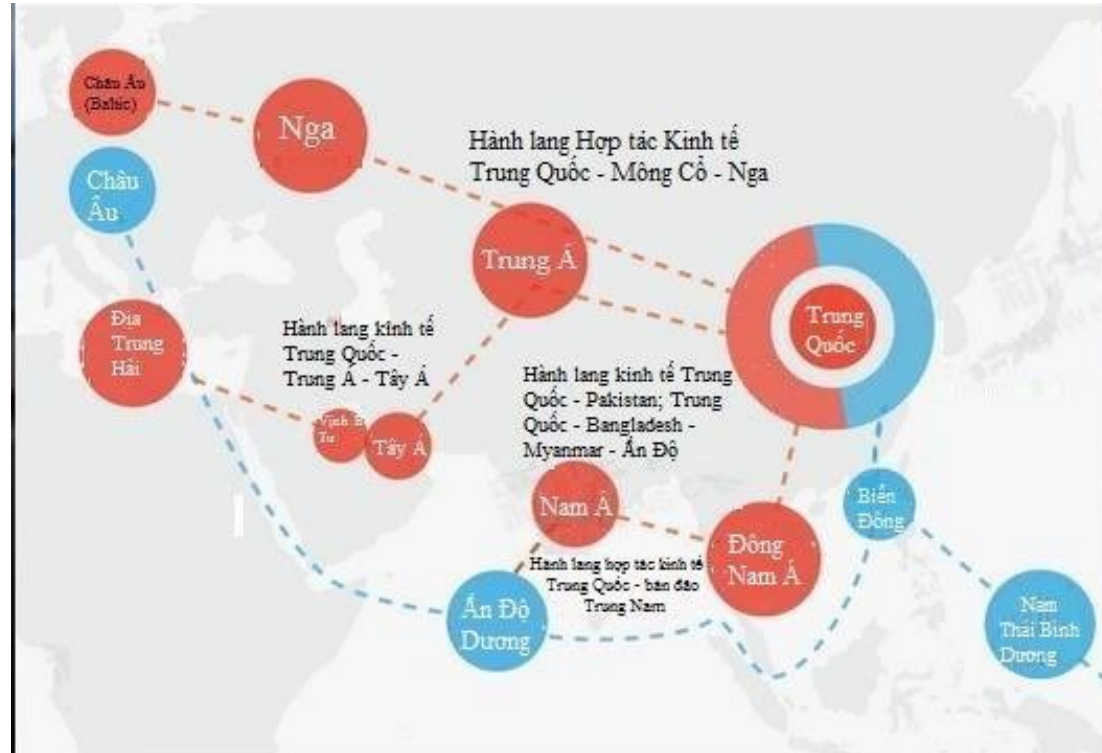 Châu Âu
(Baltic)
Nga
Hành lang Hợp tác Kinh tế
Trung Quốc - Mông Cổ - Nga
Châu
Âu
Trung Á
Địa
Trung
Hải
Hành lang kinh tế
Trung Quốc -
Trung Á - Tây Á
Trung
Quốc
Hành lang kinh tế Trung
Quốc - Pakistan; Trung
Quốc - Bangladesh -
Myanmar - Ấn Độ
Vịnh
Tư
Tây Á
Nam Á
Biển
Đông
Đông
Nam Á
Hành lang hợp tác kinh tế
Trung Quốc - bán đảo
Trung Nam
Ấn Độ
Dương
Nam
Thái Bình
Dương